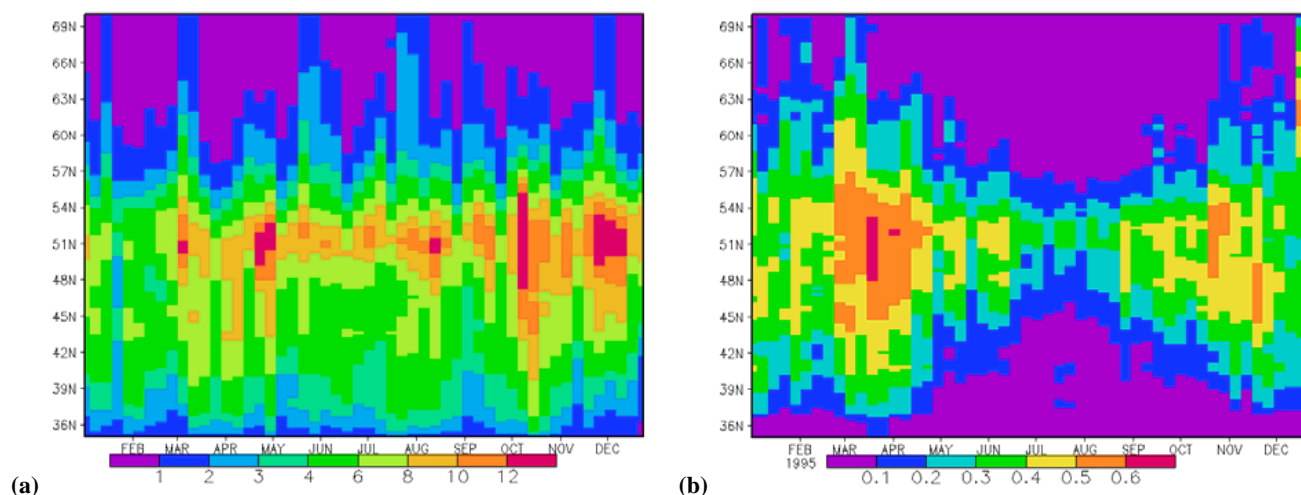 69N
66N
63N
60N
57N
54N
51N
48N
45N
42N
39N
36N
FEB MAR APR MAY JUN JUL AUG SEP OCT NOV DEC
1 2 3 4 6 8 10 12
(a)
69N
66N
63N
60N
57N
54N
51N
48N
45N
42N
39N
36N
FEB MAR APR MAY JUN JUL AUG SEP OCT NOV DEC
1995
0.1 0.2 0.3 0.4 0.5 0.6
(b)